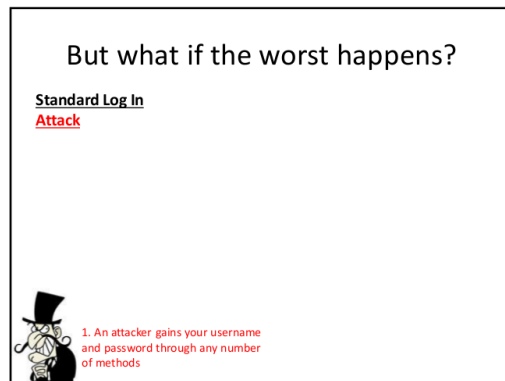 But what if the worst happens?
Standard Log In
Attack
1. An attacker gains your username
and password through any number
of methods